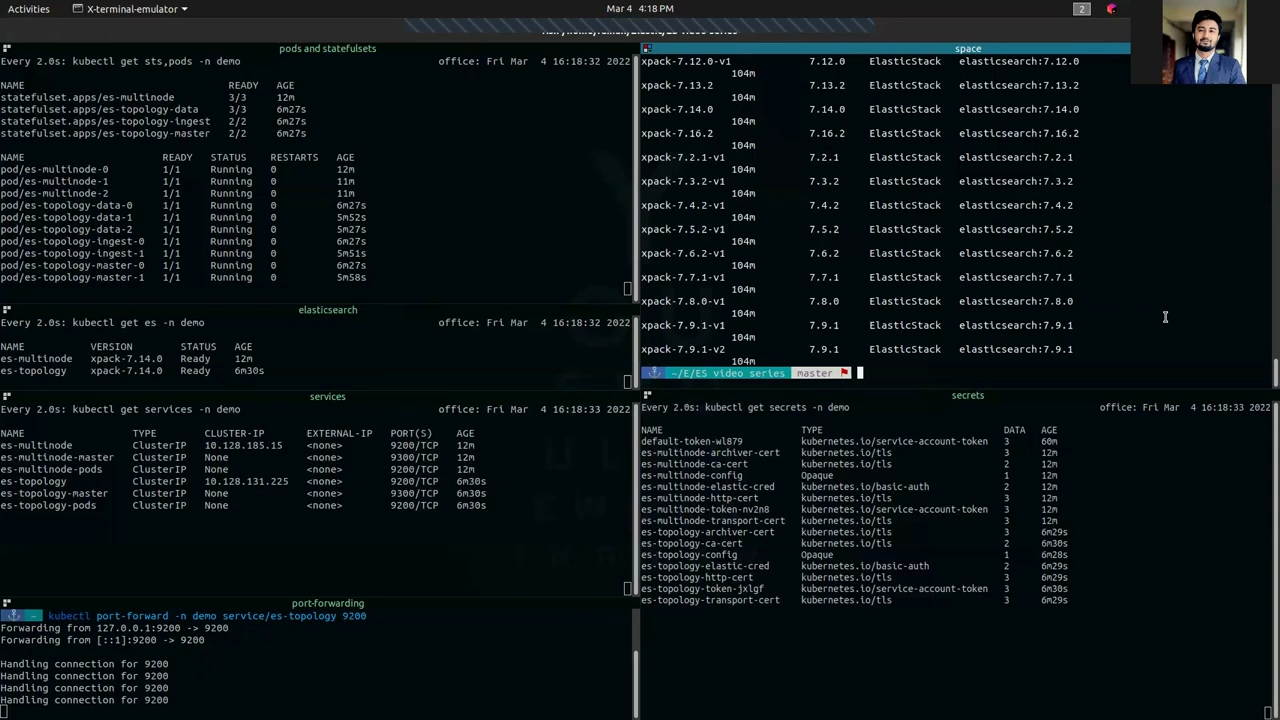 Activities X-terminal-emulator Mar 4 4:18 PM 2
pods and statefulsets
Every 2.0s: kubectl get sts,pods -n demo office: Fri Mar 4 16:18:32 2022
NAME READY AGE
statefulset.apps/es-multinode 3/3 12m
statefulset.apps/es-topology-data 3/3 6m27s
statefulset.apps/es-topology-ingest 2/2 6m27s
statefulset.apps/es-topology-master 2/2 6m27s
NAME READY STATUS RESTARTS AGE
pod/es-multinode-0 1/1 Running 0 12m
pod/es-multinode-1 1/1 Running 0 11m
pod/es-multinode-2 1/1 Running 0 11m
pod/es-topology-data-0 1/1 Running 0 6m27s
pod/es-topology-data-1 1/1 Running 0 5m52s
pod/es-topology-data-2 1/1 Running 0 5m29s
pod/es-topology-ingest-0 1/1 Running 0 6m27s
pod/es-topology-ingest-1 1/1 Running 0 5m51s
pod/es-topology-master-0 1/1 Running 0 6m27s
pod/es-topology-master-1 1/1 Running 0 5m58s
elasticsearch
Every 2.0s: kubectl get es -n demo office: Fri Mar 4 16:18:32 2022
NAME VERSION STATUS AGE
es-multinode xpack-7.14.0 Ready 12m
es-topology xpack-7.14.0 Ready 6m30s
services
Every 2.0s: kubectl get services -n demo office: Fri Mar 4 16:18:33 2022
NAME TYPE CLUSTER-IP EXTERNAL-IP PORT(S) AGE
es-multinode ClusterIP 10.128.185.15 <none> 9200/TCP 12m
es-multinode-master ClusterIP None <none> 9300/TCP 12m
es-multinode-pods ClusterIP None <none> 9200/TCP 12m
es-topology ClusterIP 10.128.131.225 <none> 9200/TCP 6m30s
es-topology-master ClusterIP None <none> 9300/TCP 6m30s
es-topology-pods ClusterIP None <none> 9200/TCP 6m30s
port-forwarding
~ kubectl port-forward -n demo service/es-topology 9200
Forwarding from 127.0.0.1:9200 -> 9200
Forwarding from [::1]:9200 -> 9200
Handling connection for 9200
Handling connection for 9200
Handling connection for 9200
Handling connection for 9200
space
xpack-7.12.0-v1 7.12.0 ElasticStack elasticsearch:7.12.0
104m
xpack-7.13.2 7.13.2 ElasticStack elasticsearch:7.13.2
104m
xpack-7.14.0 7.14.0 ElasticStack elasticsearch:7.14.0
104m
xpack-7.16.2 7.16.2 ElasticStack elasticsearch:7.16.2
104m
xpack-7.2.1-v1 7.2.1 ElasticStack elasticsearch:7.2.1
104m
xpack-7.3.2-v1 7.3.2 ElasticStack elasticsearch:7.3.2
104m
xpack-7.4.2-v1 7.4.2 ElasticStack elasticsearch:7.4.2
104m
xpack-7.5.2-v1 7.5.2 ElasticStack elasticsearch:7.5.2
104m
xpack-7.6.2-v1 7.6.2 ElasticStack elasticsearch:7.6.2
104m
xpack-7.7.1-v1 7.7.1 ElasticStack elasticsearch:7.7.1
104m
xpack-7.8.0-v1 7.8.0 ElasticStack elasticsearch:7.8.0
104m
xpack-7.9.1-v1 7.9.1 ElasticStack elasticsearch:7.9.1
104m
xpack-7.9.1-v2 7.9.1 ElasticStack elasticsearch:7.9.1
104m
~/E/ES video series master
secrets
Every 2.0s: kubectl get secrets -n demo office: Fri Mar 4 16:18:33 2022
NAME TYPE DATA AGE
default-token-wl879 kubernetes.io/service-account-token 3 60m
es-multinode-archiver-cert kubernetes.io/tls 3 12m
es-multinode-ca-cert kubernetes.io/tls 2 12m
es-multinode-config Opaque 1 12m
es-multinode-elastic-cred kubernetes.io/basic-auth 2 12m
es-multinode-http-cert kubernetes.io/tls 3 12m
es-multinode-token-nv2n8 kubernetes.io/service-account-token 3 12m
es-multinode-transport-cert kubernetes.io/tls 3 12m
es-topology-archiver-cert kubernetes.io/tls 3 6m29s
es-topology-ca-cert kubernetes.io/tls 2 6m30s
es-topology-config Opaque 1 6m28s
es-topology-elastic-cred kubernetes.io/basic-auth 2 6m29s
es-topology-http-cert kubernetes.io/tls 3 6m29s
es-topology-token-jxlgf kubernetes.io/service-account-token 3 6m29s
es-topology-transport-cert kubernetes.io/tls 3 6m29s